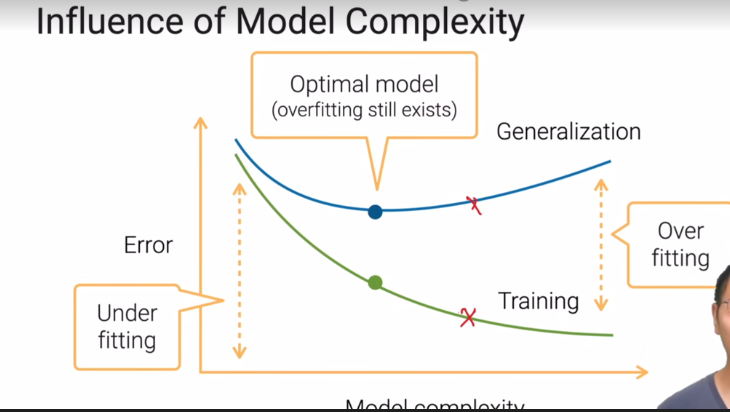 Influence of Model Complexity
Optimal model
(overfitting still exists)
Generalization
Error
Over
fitting
Under
fitting
Training
Model complexity